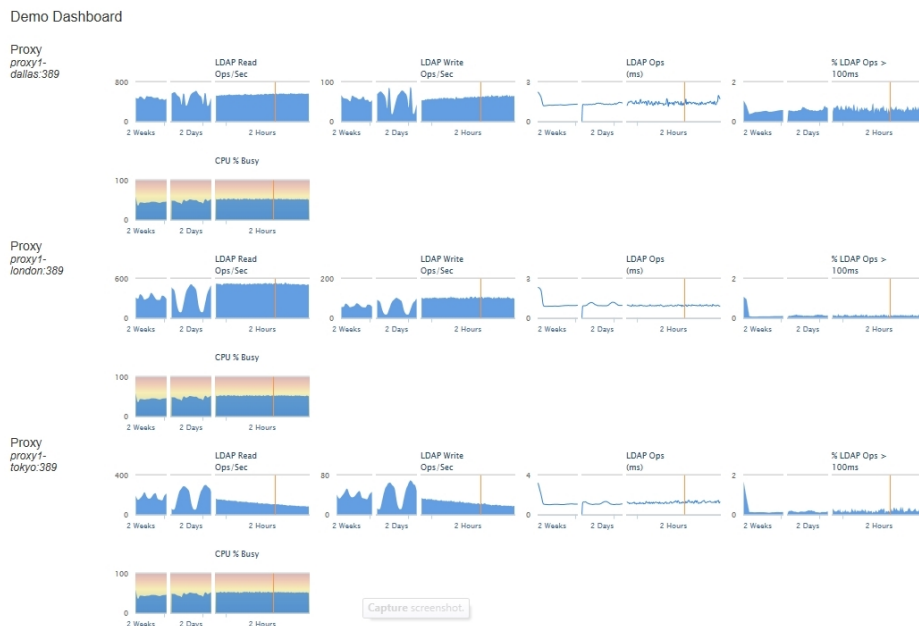 Demo Dashboard
Proxy
proxy1-
dallas:389
LDAP Read
Ops/Sec
800
0
2 Weeks 2 Days 2 Hours
LDAP Write
Ops/Sec
100
0
2 Weeks 2 Days 2 Hours
LDAP Ops
(ms)
0
2 Weeks 2 Days 2 Hours
% LDAP Ops >
100ms
2
0
2 Weeks 2 Days 2 Hours
CPU % Busy
100
0
2 Weeks 2 Days 2 Hours
Proxy
proxy1-
london:389
LDAP Read
Ops/Sec
600
0
2 Weeks 2 Days 2 Hours
LDAP Write
Ops/Sec
200
0
2 Weeks 2 Days 2 Hours
LDAP Ops
(ms)
0
2 Weeks 2 Days 2 Hours
% LDAP Ops >
100ms
2
0
2 Weeks 2 Days 2 Hours
CPU % Busy
100
0
2 Weeks 2 Days 2 Hours
Proxy
proxy1-
tokyo:389
LDAP Read
Ops/Sec
400
0
2 Weeks 2 Days 2 Hours
LDAP Write
Ops/Sec
80
0
2 Weeks 2 Days 2 Hours
LDAP Ops
(ms)
4
0
2 Weeks 2 Days 2 Hours
% LDAP Ops >
100ms
2
0
2 Weeks 2 Days 2 Hours
CPU % Busy
100
0
2 Weeks 2 Days 2 Hours
Capture screenshot.